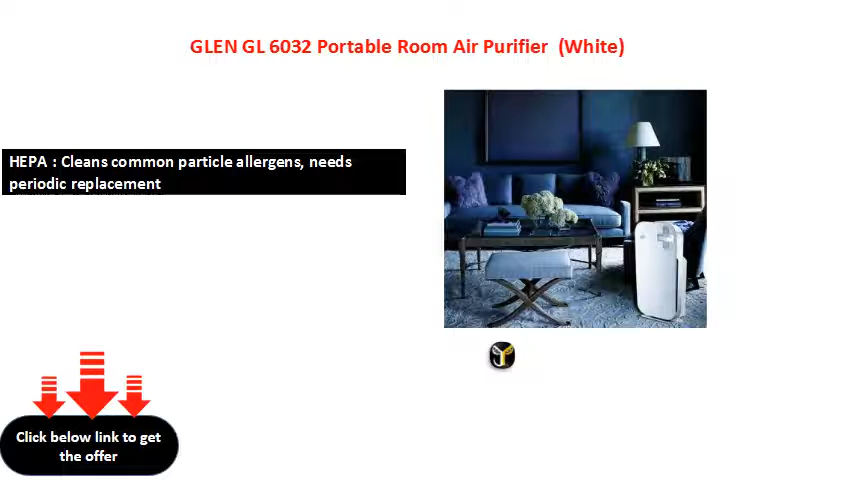 GLEN GL 6032 Portable Room Air Purifier (White)
HEPA : Cleans common particle allergens, needs
periodic replacement
Click below link to get
the offer